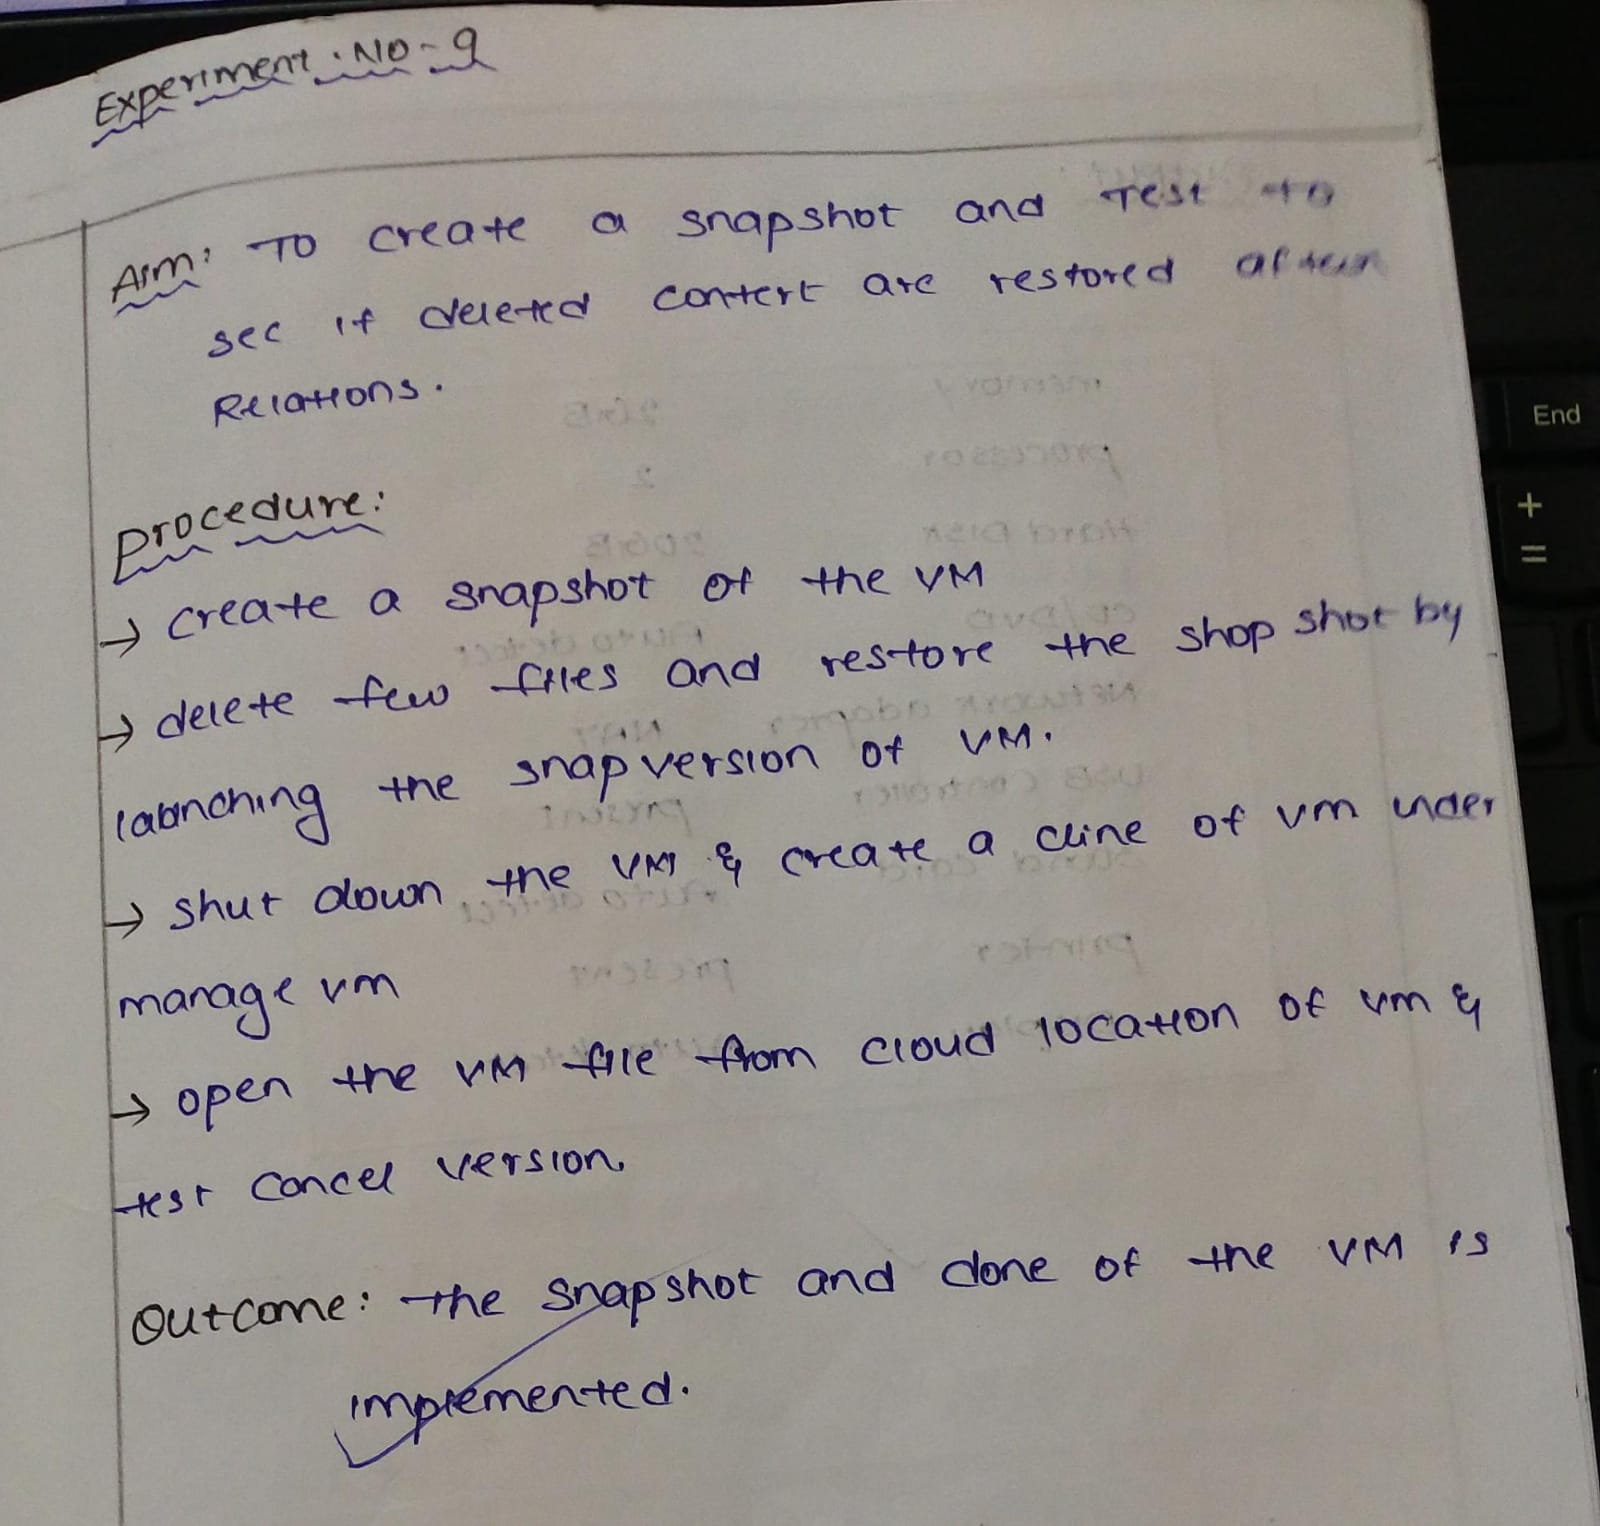 Experiment. No-9
Aim: To create a snapshot and Test to
see if deleted content are restored after
Relations.
procedure:
→ create a snapshot of the VM
→ delete few files and restore the shop shot by
launching the snap version of VM.
→ shut down the VM & create a cline of vm under
manage vm
→ open the VM file from cloud location of vm &
test cancel version.
Outcome: the snapshot and clone of the VM is
implemented.
End
+
=